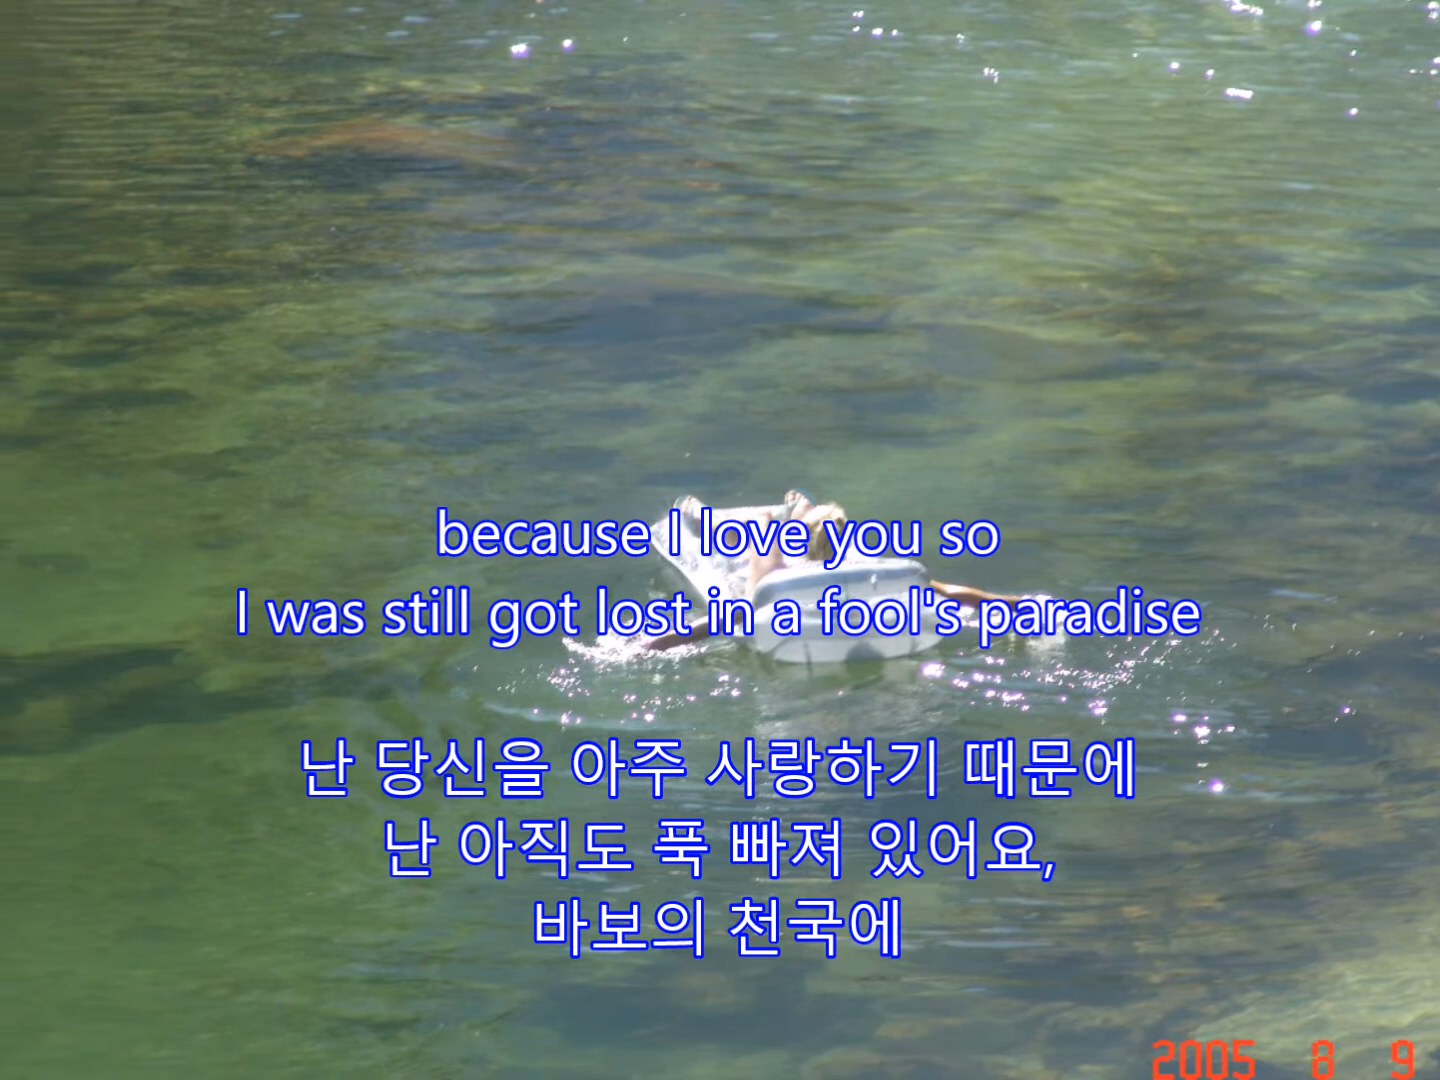 because I love you so
I was still got lost in a fool's paradise
난 당신을 아주 사랑하기 때문에
난 아직도 푹 빠져 있어요,
바보의 천국에
2005 8 9